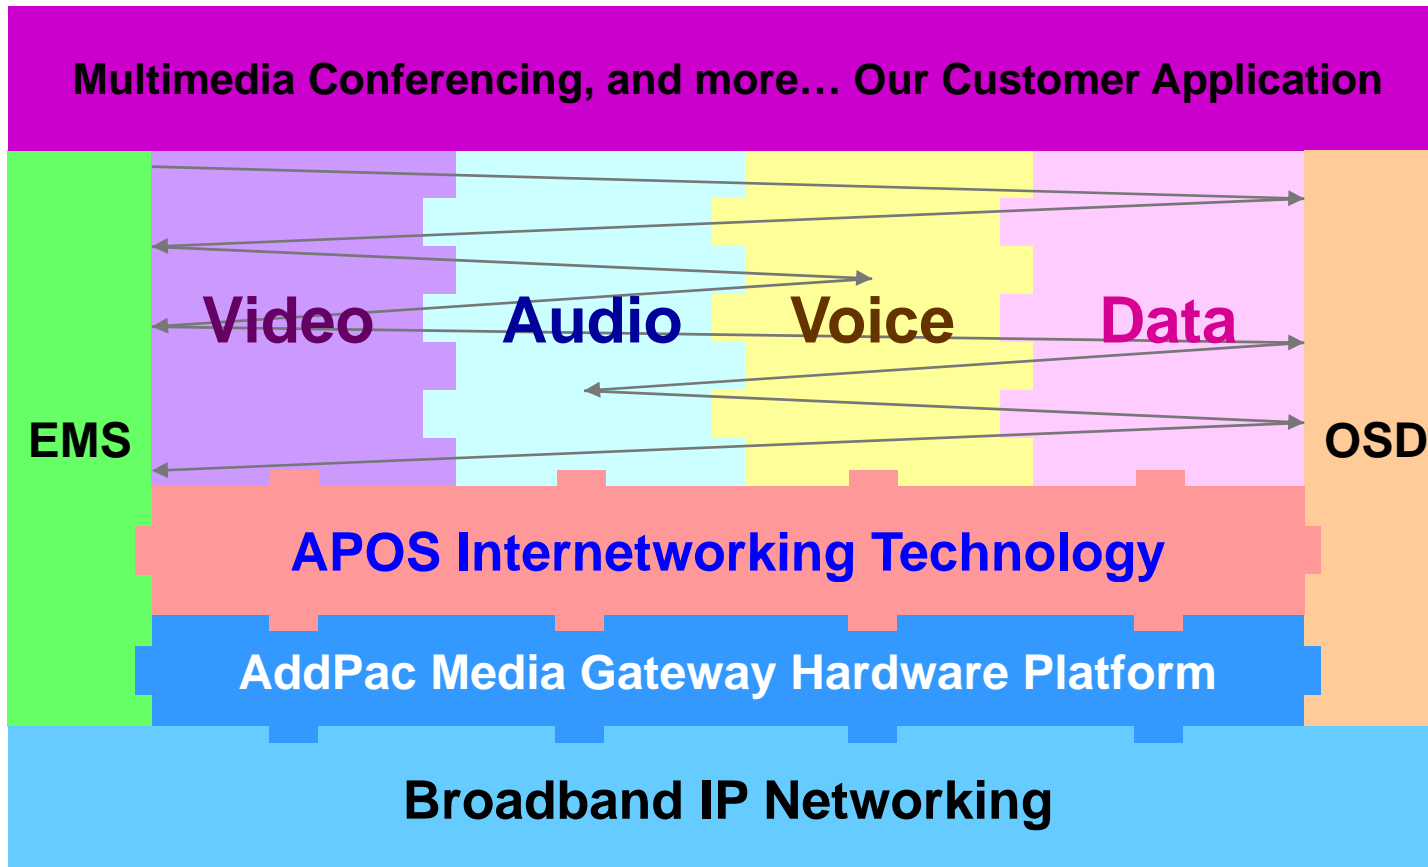 Multimedia Conferencing, and more… Our Customer Application
Video Audio Voice Data
EMS
OSD
APOS Internetworking Technology
AddPac Media Gateway Hardware Platform
Broadband IP Networking